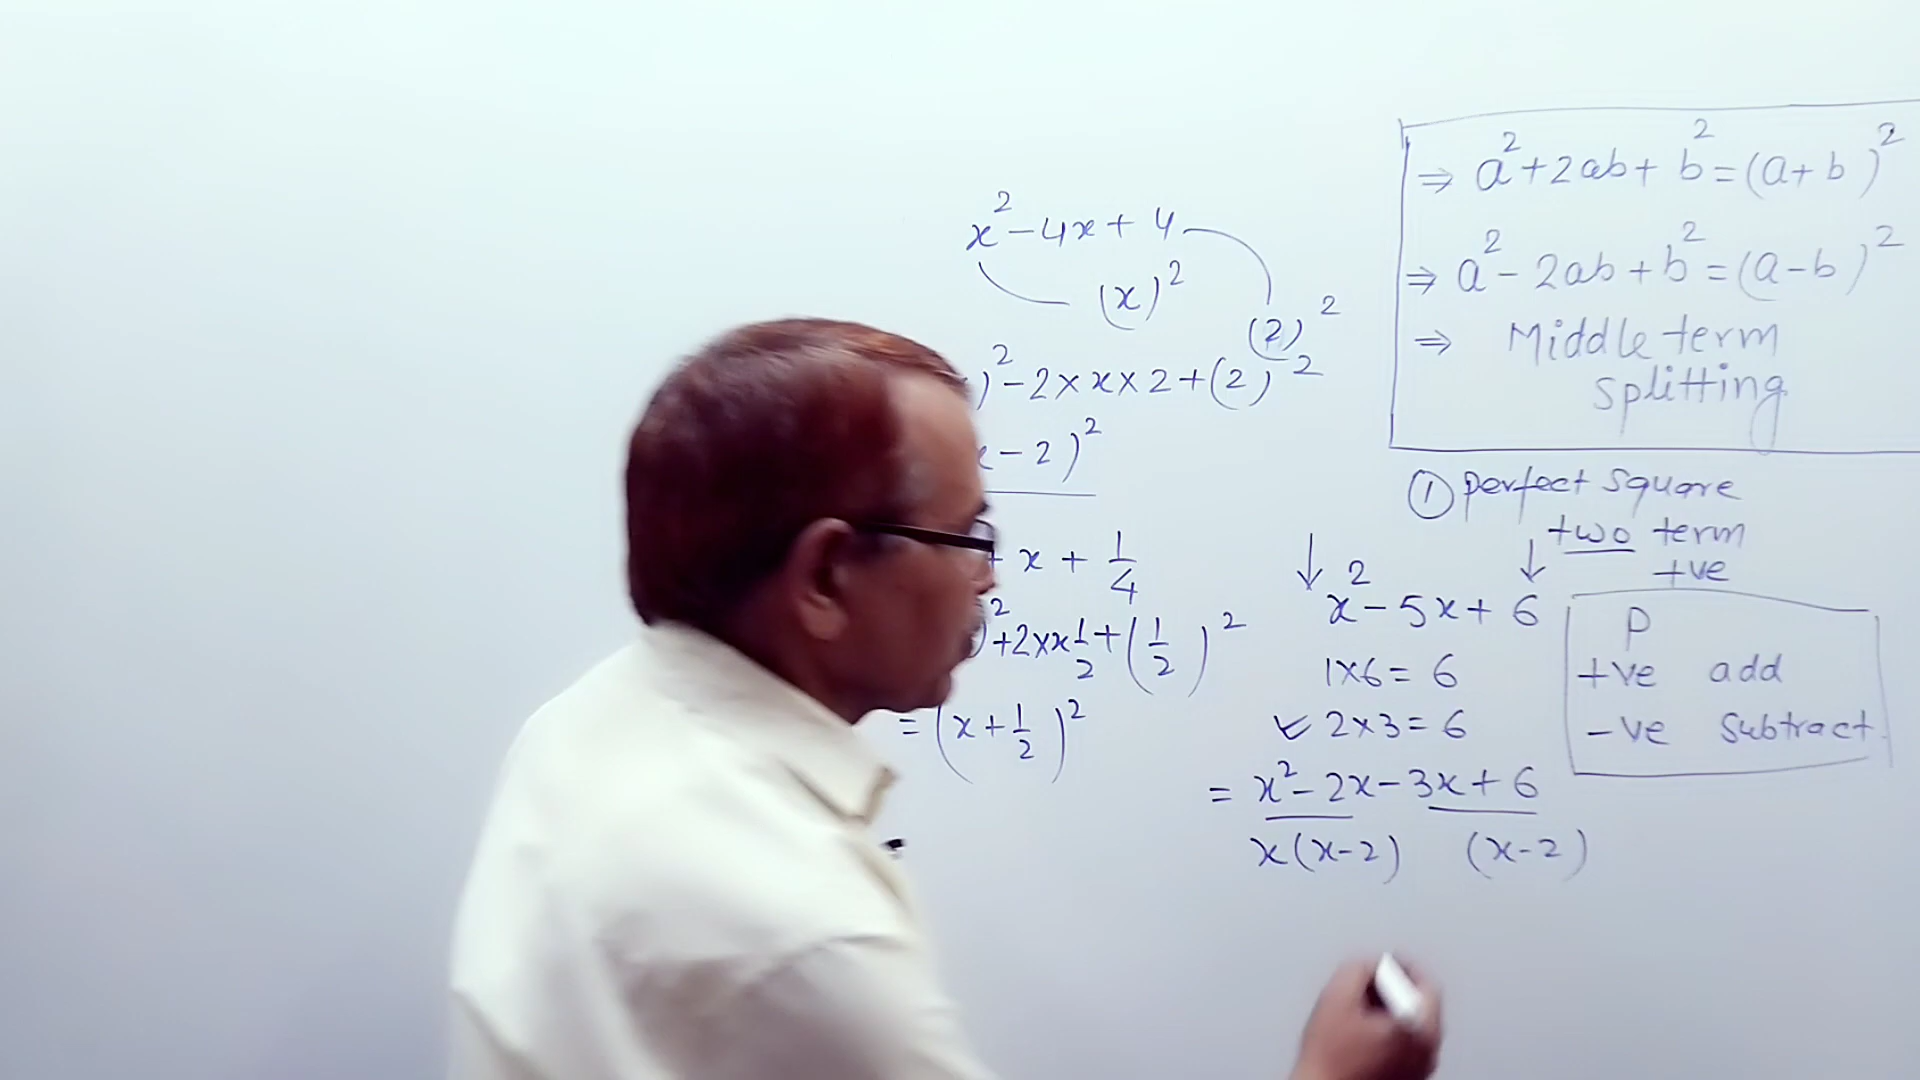 ⇒ a²+2ab+b²=(a+b)²
⇒ a²-2ab+b²=(a-b)²
⇒ Middle term
splitting
x²-4x+4
(x)²
(2)²
)²-2×x×2+(2)²
-2)²
x+1/4
)²+2×x1/2+(1/2)²
=(x+1/2)²
① perfect square
two term
+ve
↓ ↓
x²-5x+6
1×6=6
✓ 2×3=6
=x²-2x-3x+6
x(x-2) (x-2)
P
+ve add
-ve subtract